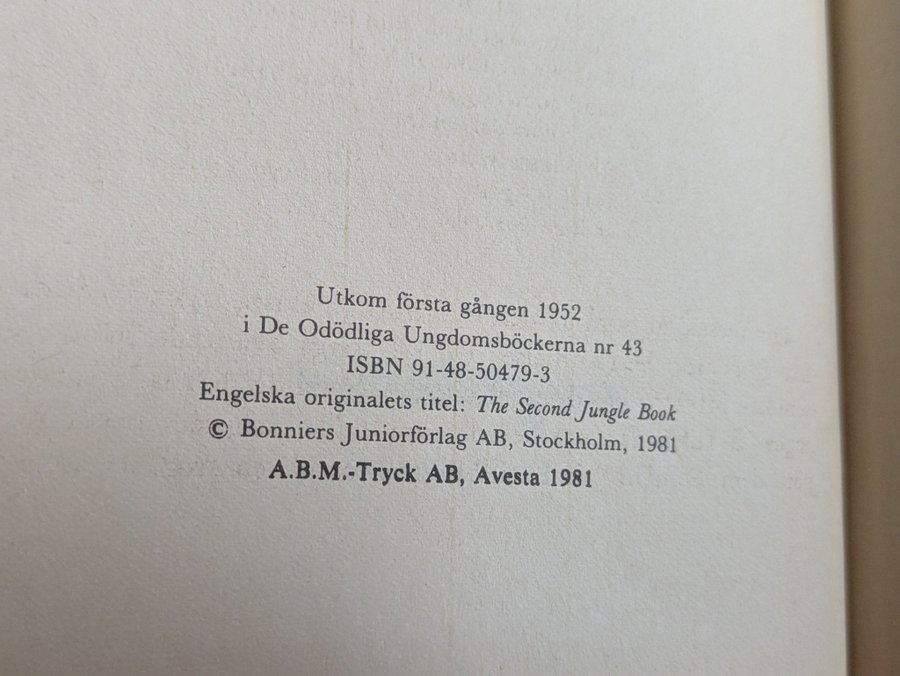 Utkom första gången 1952
i De Odödliga Ungdomsböckerna nr 43
ISBN 91-48-50479-3
Engelska originalets titel: The Second Jungle Book
© Bonniers Juniorförlag AB, Stockholm, 1981
A.B.M.-Tryck AB, Avesta 1981